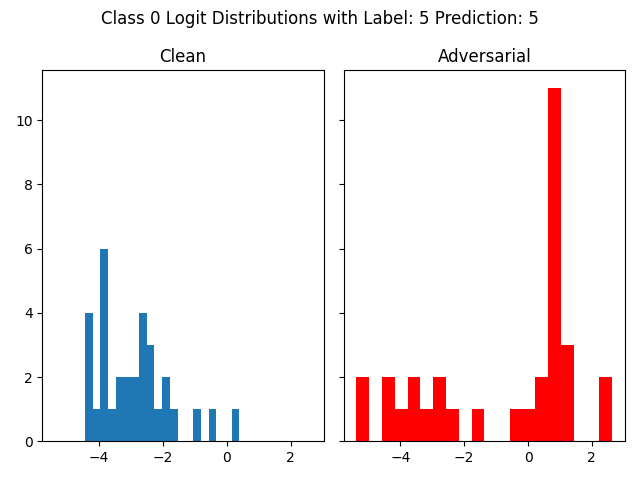 Class 0 Logit Distributions with Label: 5 Prediction: 5
Clean
Adversarial
10
8
6
4
2
0
−4 −2 0 2
−4 −2 0 2